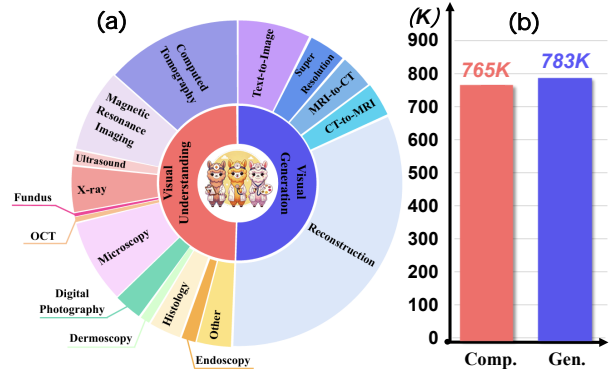 (a)
Computed
Tomography
Text-to-Image
Super
Resolution
MRI-to-CT
CT-to-MRI
Magnetic
Resonance
Imaging
Ultrasound
X-ray
Fundus
OCT
Visual
Understanding
Visual
Generation
Reconstruction
Microscopy
Digital
Photography
Dermoscopy
Histology
Endoscopy
Other
(K)
(b)
900
800
700
600
500
400
300
200
100
0
765K
783K
Comp.
Gen.